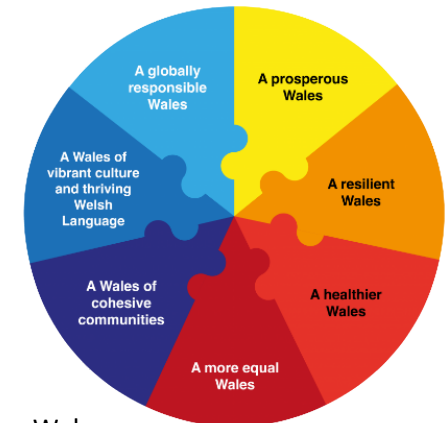 A globally
responsible
Wales
A prosperous
Wales
A Wales of
vibrant culture
and thriving
Welsh
Language
A resilient
Wales
A Wales of
cohesive
communities
A healthier
Wales
A more equal
Wales